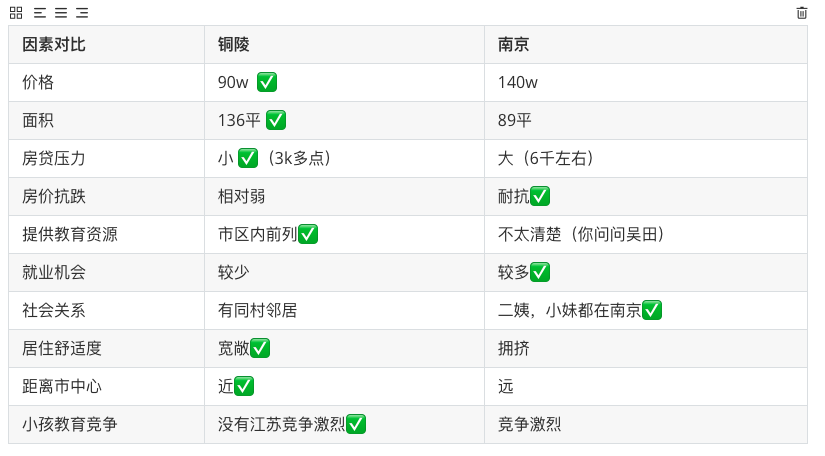 因素对比 铜陵 南京
价格 90w ✅ 140w
面积 136平 ✅ 89平
房贷压力 小 ✅（3k多点） 大（6千左右）
房价抗跌 相对弱 耐抗✅
提供教育资源 市区内前列✅ 不太清楚（你问问吴田）
就业机会 较少 较多✅
社会关系 有同村邻居 二姨，小妹都在南京✅
居住舒适度 宽敞✅ 拥挤
距离市中心 近✅ 远
小孩教育竞争 没有江苏竞争激烈✅ 竞争激烈